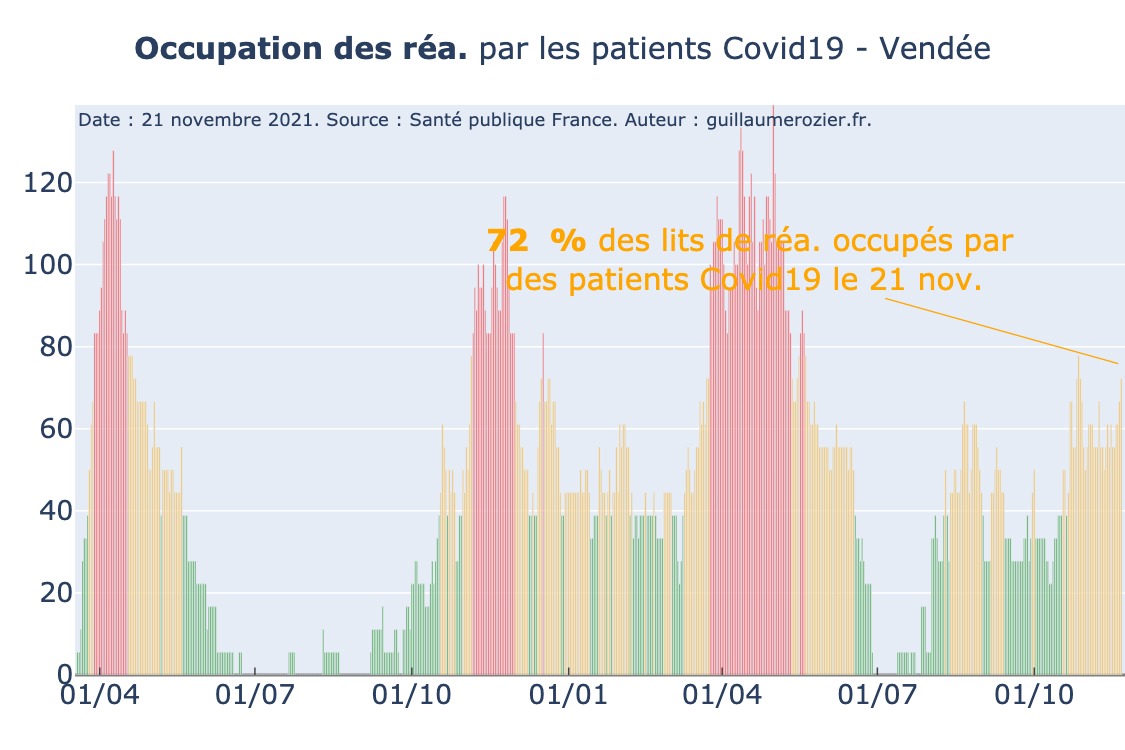 Occupation des réa. par les patients Covid19 - Vendée
Date : 21 novembre 2021. Source : Santé publique France. Auteur : guillaumerozier.fr.
120
72 % des lits de réa. occupés par
100
des patients Covid19 le 21 nov.
80
60
40
20
0
01/04 01/07 01/10 01/01 01/04 01/07 01/10